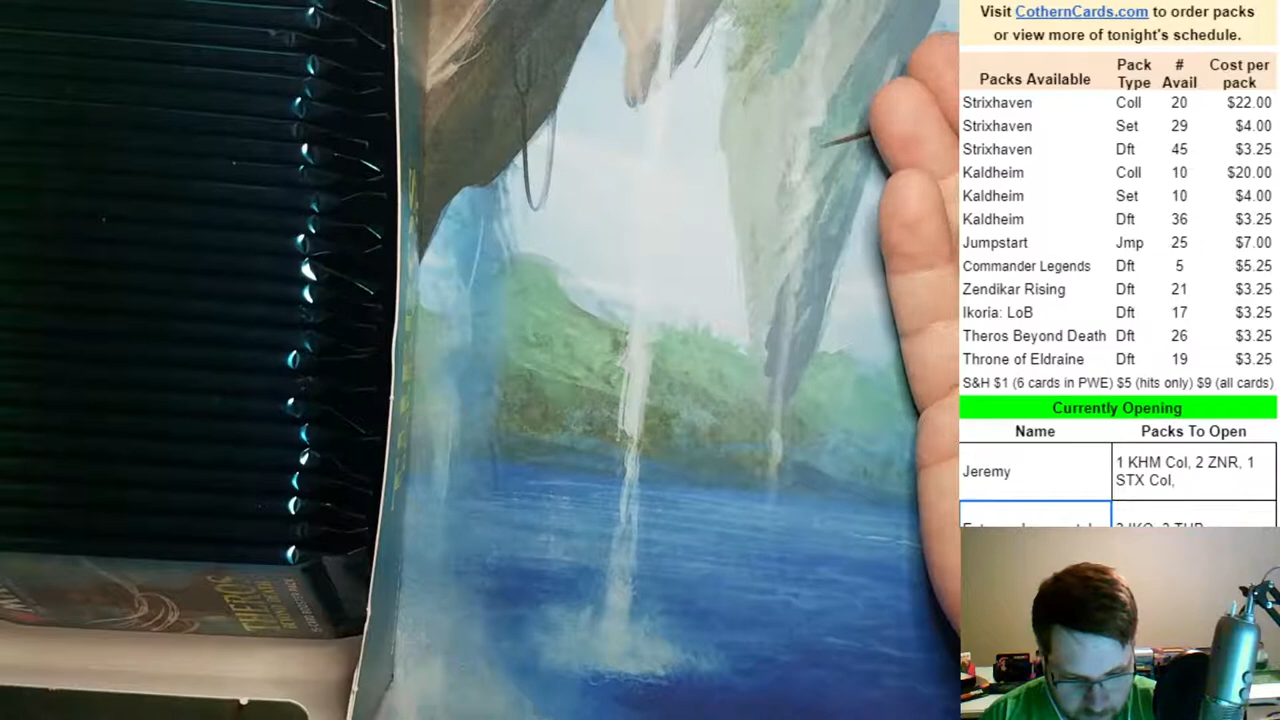 Visit CothernCards.com to order packs
or view more of tonight's schedule.
Packs Available Pack Type # Avail Cost per pack
Strixhaven Coll 20 $22.00
Strixhaven Set 29 $4.00
Strixhaven Dft 45 $3.25
Kaldheim Coll 10 $20.00
Kaldheim Set 10 $4.00
Kaldheim Dft 36 $3.25
Jumpstart Jmp 25 $7.00
Commander Legends Dft 5 $5.25
Zendikar Rising Dft 21 $3.25
Ikoria: LoB Dft 17 $3.25
Theros Beyond Death Dft 26 $3.25
Throne of Eldraine Dft 19 $3.25
S&H $1 (6 cards in PWE) $5 (hits only) $9 (all cards)
Currently Opening
Name Packs To Open
Jeremy 1 KHM Col, 2 ZNR, 1
STX Col,
THEROS